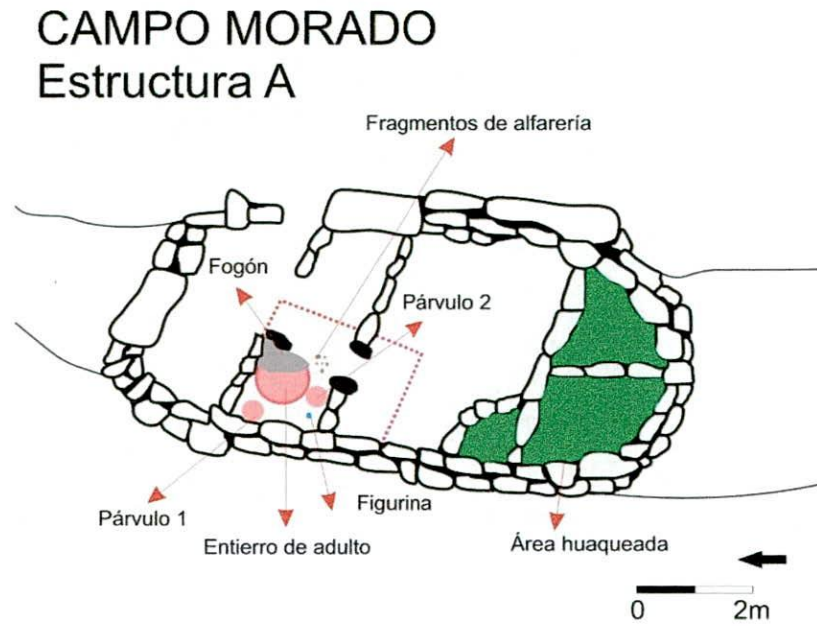 CAMPO MORADO
Estructura A
Fragmentos de alfarería
Fogón
Párvulo 2
Párvulo 1
Figurina
Entierro de adulto
Área huaqueada
0 2m